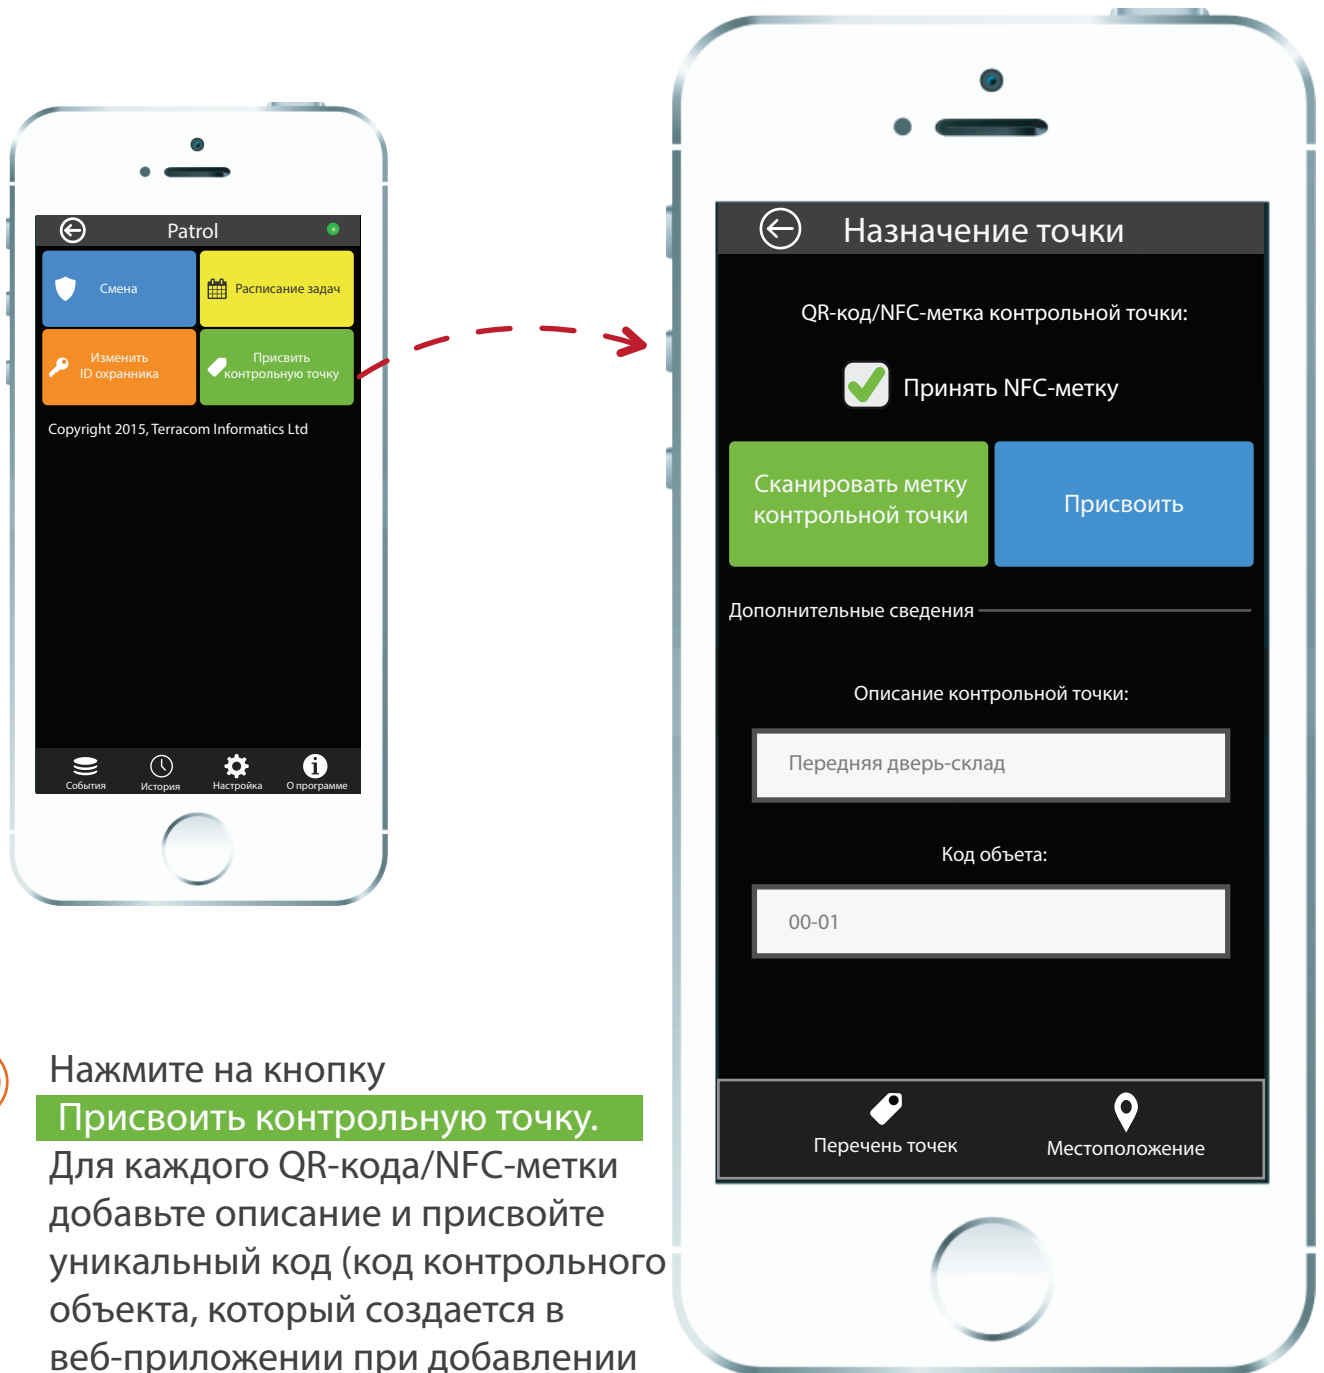 Patrol
Смена
Расписание задач
Изменить
ID охранника
Присвить
контрольную точку
Copyright 2015, Terracom Informatics Ltd
События
История
Настройка
О программе
Назначение точки
QR-код/NFC-метка контрольной точки:
Принять NFC-метку
Сканировать метку
контрольной точки
Присвоить
Дополнительные сведения
Описание контрольной точки:
Передняя дверь-склад
Код объета:
00-01
Перечень точек
Местоположение
Нажмите на кнопку
Присвоить контрольную точку.
Для каждого QR-кода/NFC-метки
добавьте описание и присвойте
уникальный код (код контрольного
объекта, который создается в
веб-приложении при добавлении